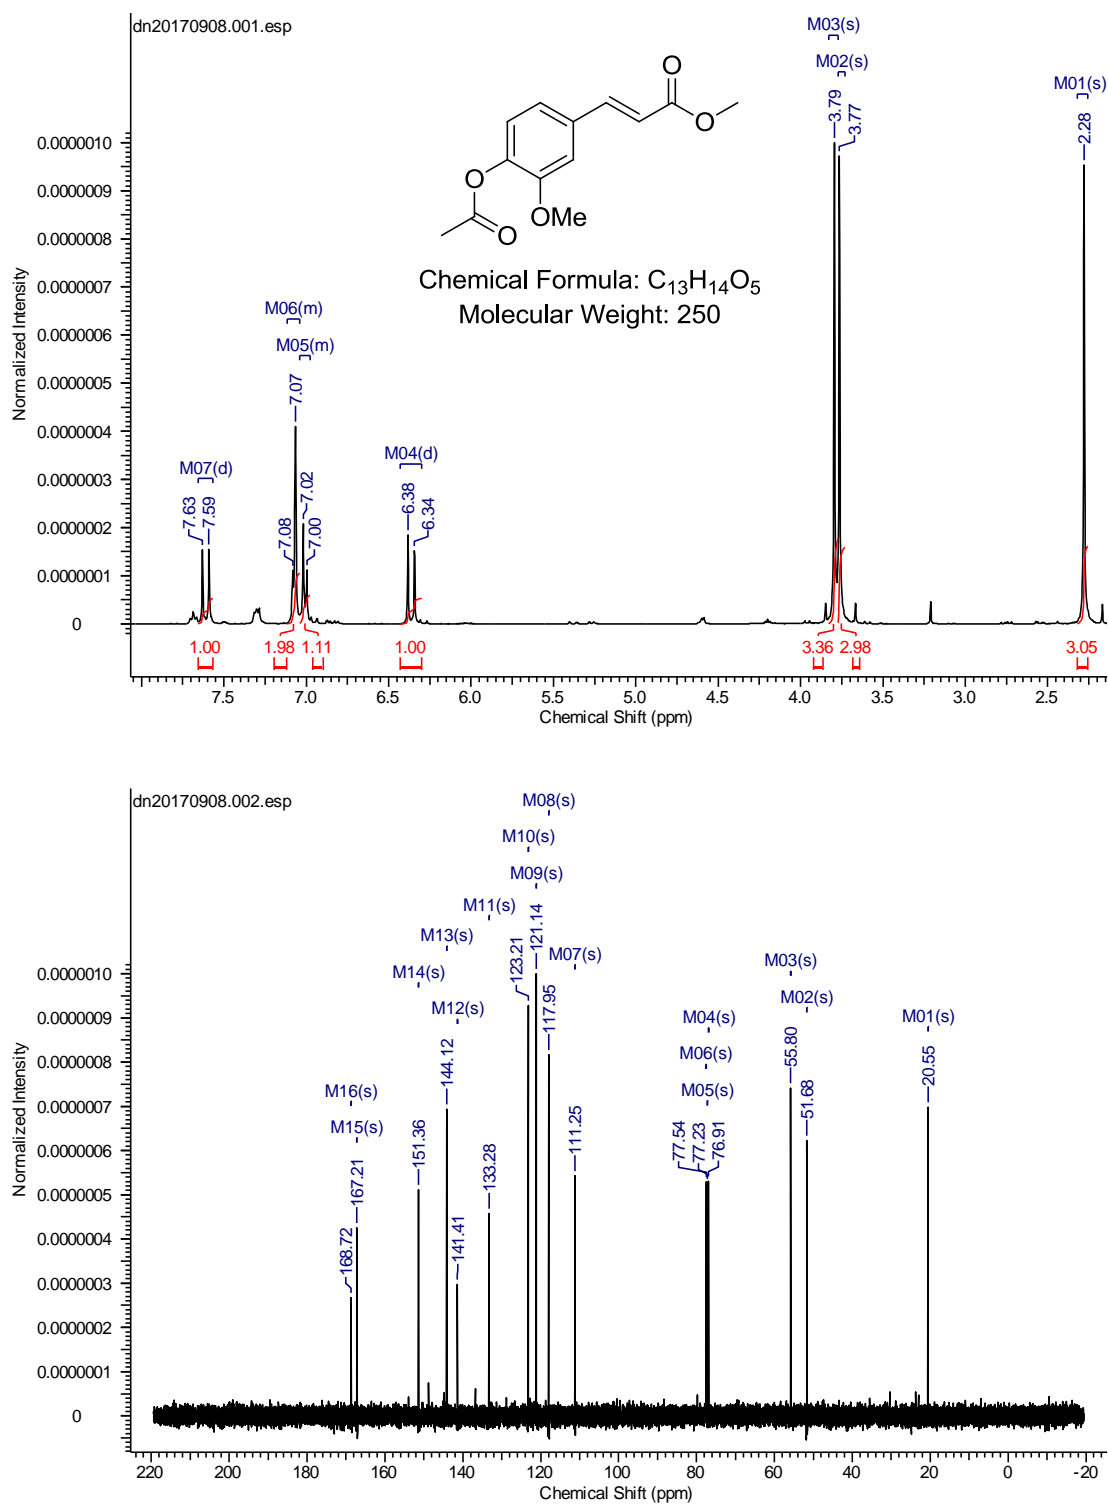 dn20170908.001.esp
M03(s)
M02(s)
M01(s)
3.79
3.77
2.28
O
O
O
OMe
O
Chemical Formula: C13H14O5
Molecular Weight: 250
M06(m)
M05(m)
7.07
M07(d)
M04(d)
7.63
7.59
7.08
7.02
7.00
6.38
6.34
0.0000010
0.0000009
0.0000008
0.0000007
0.0000006
0.0000005
0.0000004
0.0000003
0.0000002
0.0000001
0
Normalized Intensity
1.00
1.98
1.11
1.00
3.36
2.98
3.05
7.5
7.0
6.5
6.0
5.5
5.0
4.5
4.0
3.5
3.0
2.5
Chemical Shift (ppm)
dn20170908.002.esp
M08(s)
M10(s)
M09(s)
M11(s)
M13(s)
M07(s)
M14(s)
M12(s)
M03(s)
M02(s)
M04(s)
M01(s)
M06(s)
M05(s)
M16(s)
M15(s)
168.72
167.21
151.36
144.12
141.41
133.28
123.21
121.14
117.95
111.25
77.54
77.23
76.91
55.80
51.68
20.55
0.0000010
0.0000009
0.0000008
0.0000007
0.0000006
0.0000005
0.0000004
0.0000003
0.0000002
0.0000001
0
Normalized Intensity
220
200
180
160
140
120
100
80
60
40
20
0
-20
Chemical Shift (ppm)